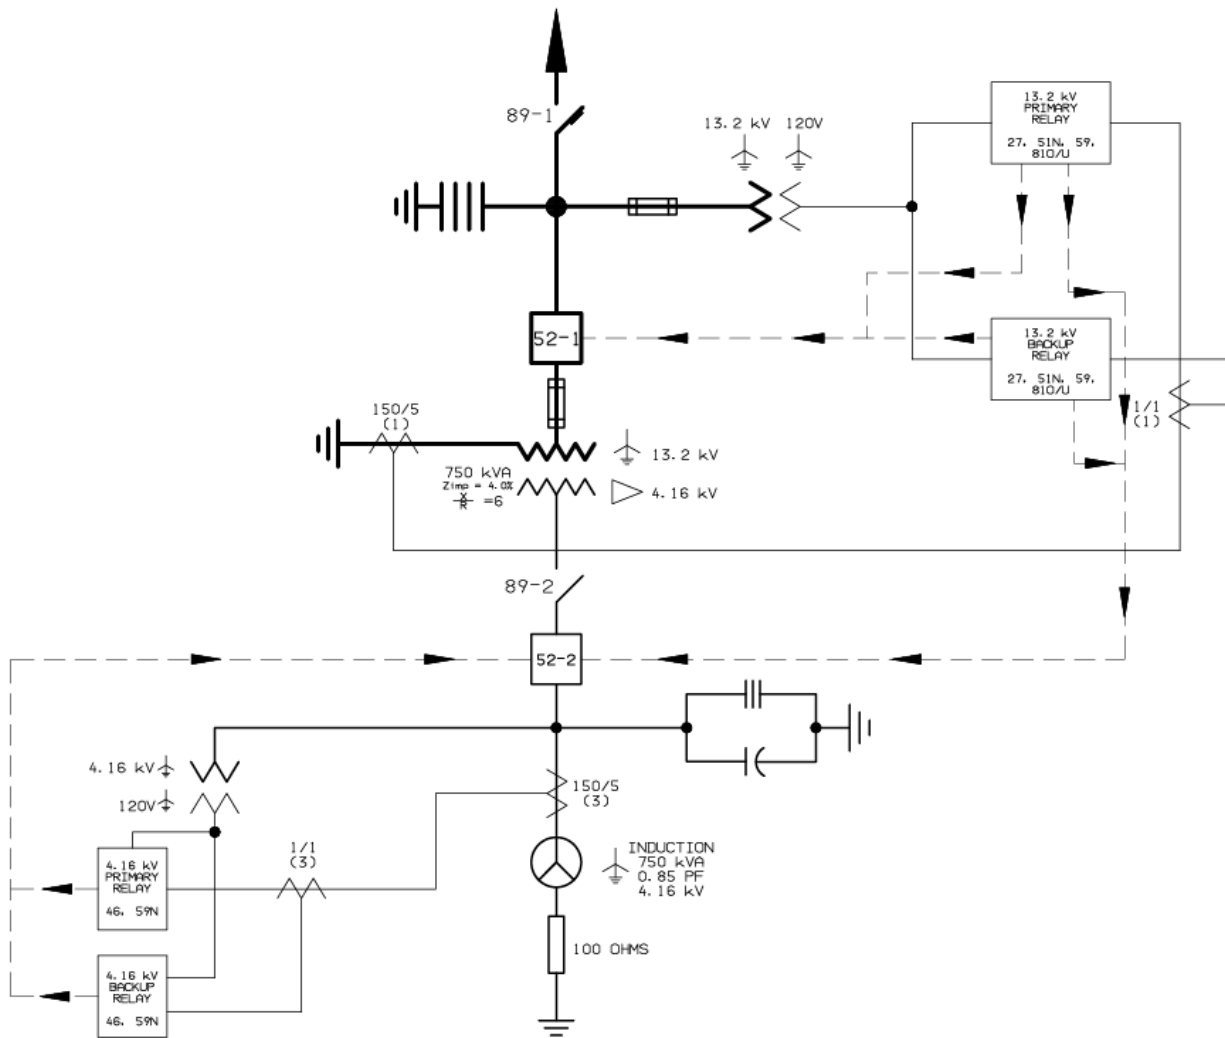 89-1
13.2 kV
120V
13.2 kV
PRIMARY
RELAY
27, 51N, 59,
81O/U
52-1
13.2 kV
BACKUP
RELAY
27, 51N, 59,
81O/U
1/1
(1)
150/5
(1)
13.2 kV
750 kVA
Zimp = 4.0%
X
R
=6
4.16 kV
89-2
52-2
4.16 kV
120V
150/5
(3)
1/1
(3)
4.16 kV
PRIMARY
RELAY
46, 59N
INDUCTION
750 kVA
0.85 PF
4.16 kV
100 OHMS
4.16 kV
BACKUP
RELAY
46, 59N